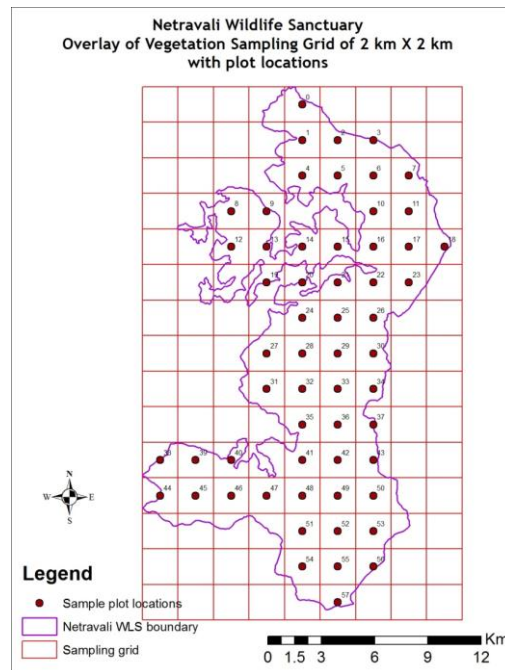 Netravali Wildlife Sanctuary
Overlay of Vegetation Sampling Grid of 2 km X 2 km
with plot locations
0
1 2 3
4 5 6 7
8 9 10 11
12 13 14 15 16 17 18
19 20 22 23
24 25 26
27 28 29 30
31 32 33 34
35 36 37
39 40 41 42 43
44 45 46 47 48 49 50
51 52 53
54 55 56
57
N
W E
S
Legend
Sample plot locations
Netravali WLS boundary
Sampling grid
Km
0 1.5 3 6 9 12